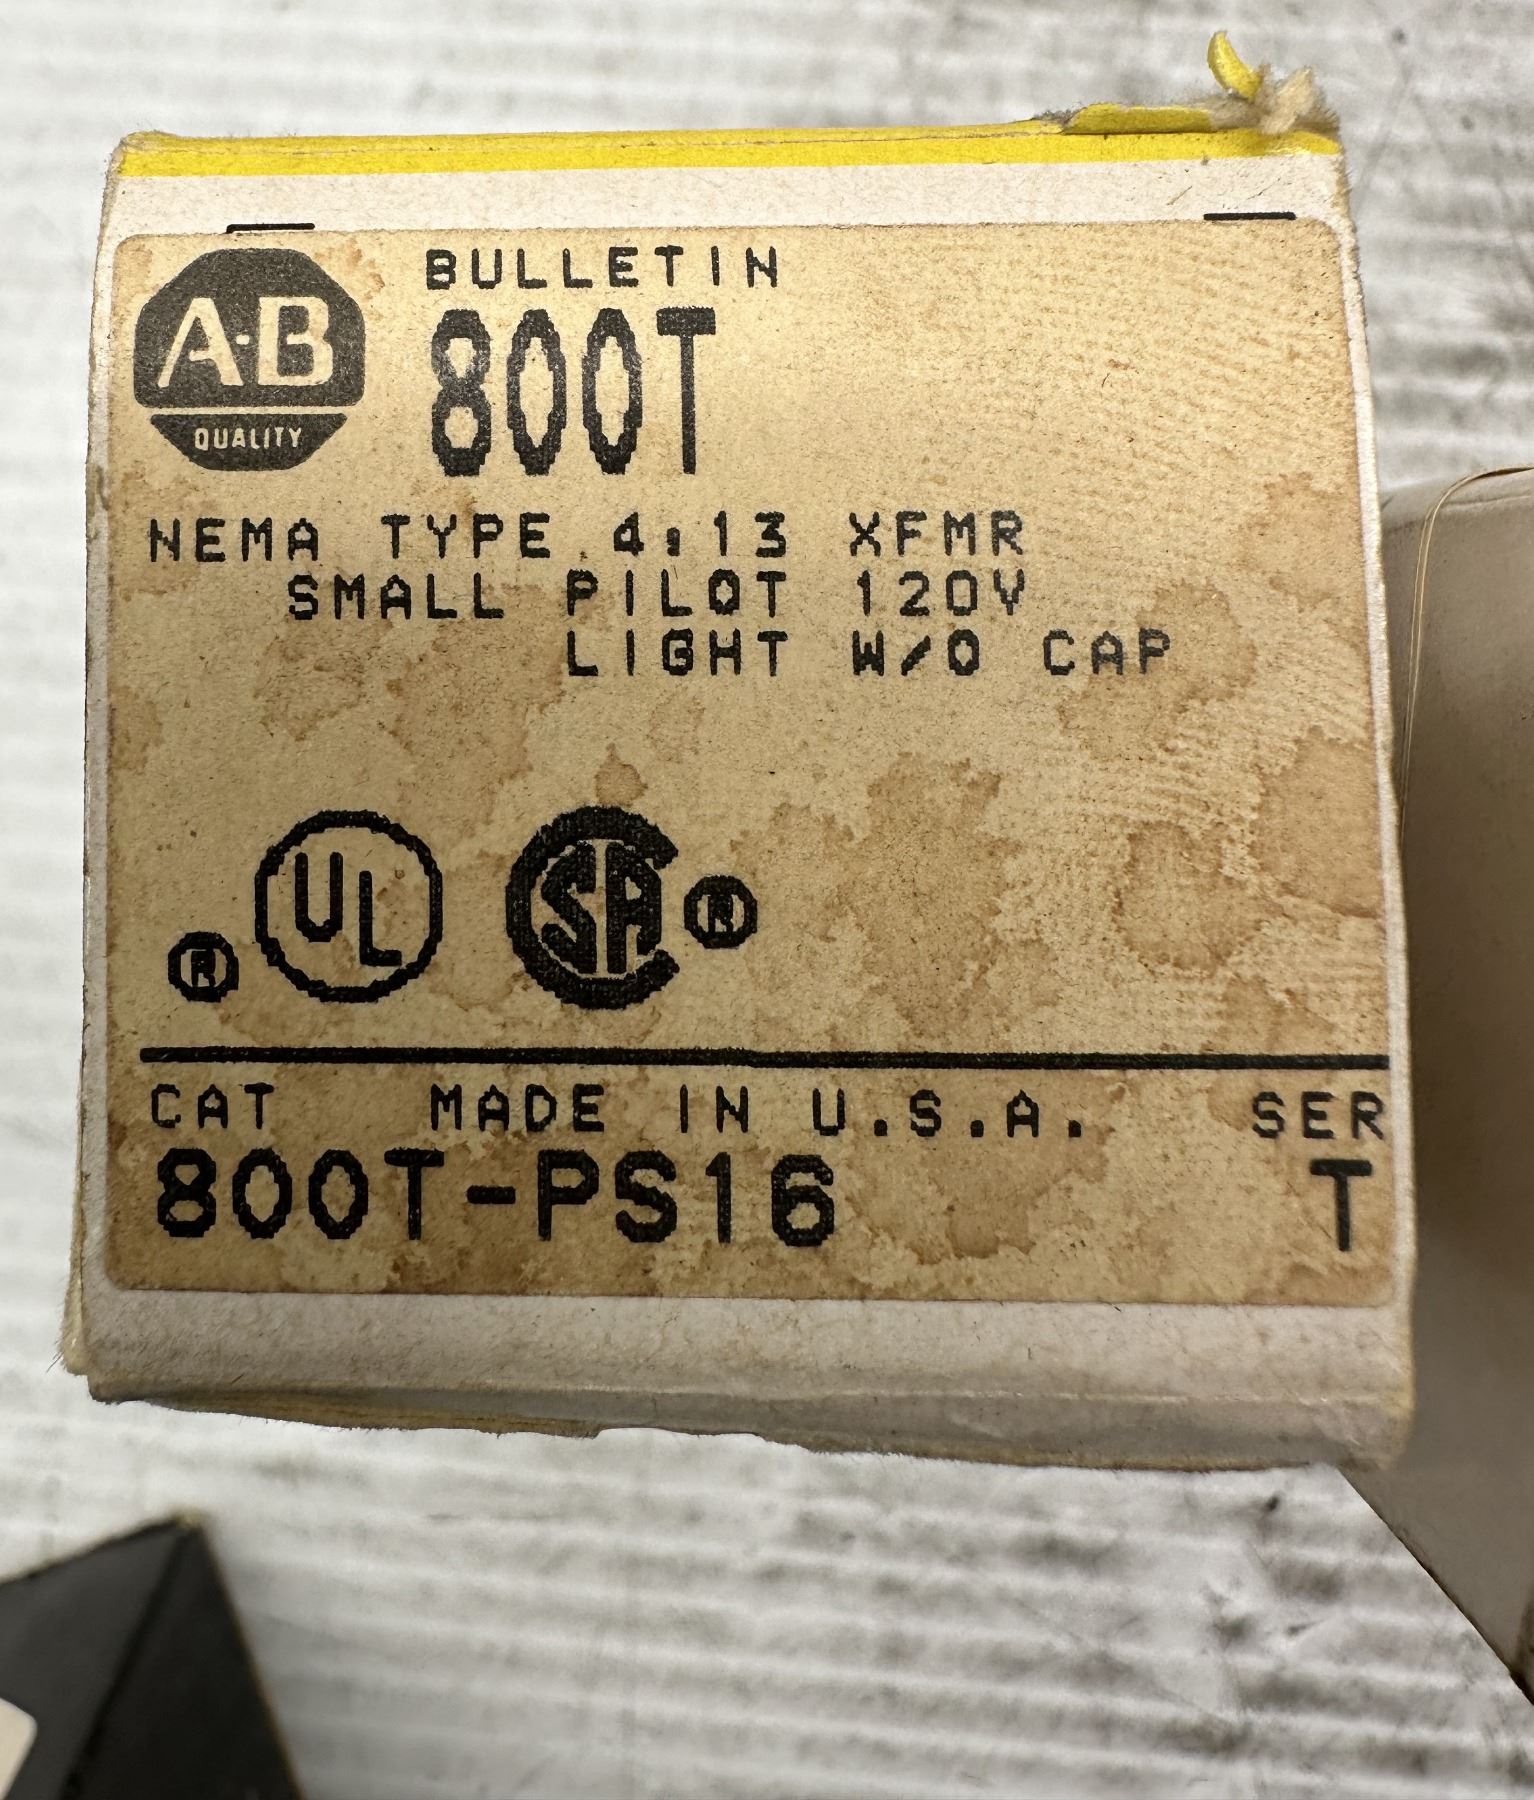 A-B
QUALITY
BULLETIN
800T
NEMA TYPE 4;13 XFMR
SMALL PILOT 120V
LIGHT W/O CAP
® UL SA ®
CAT MADE IN U.S.A. SER
800T-PS16 T